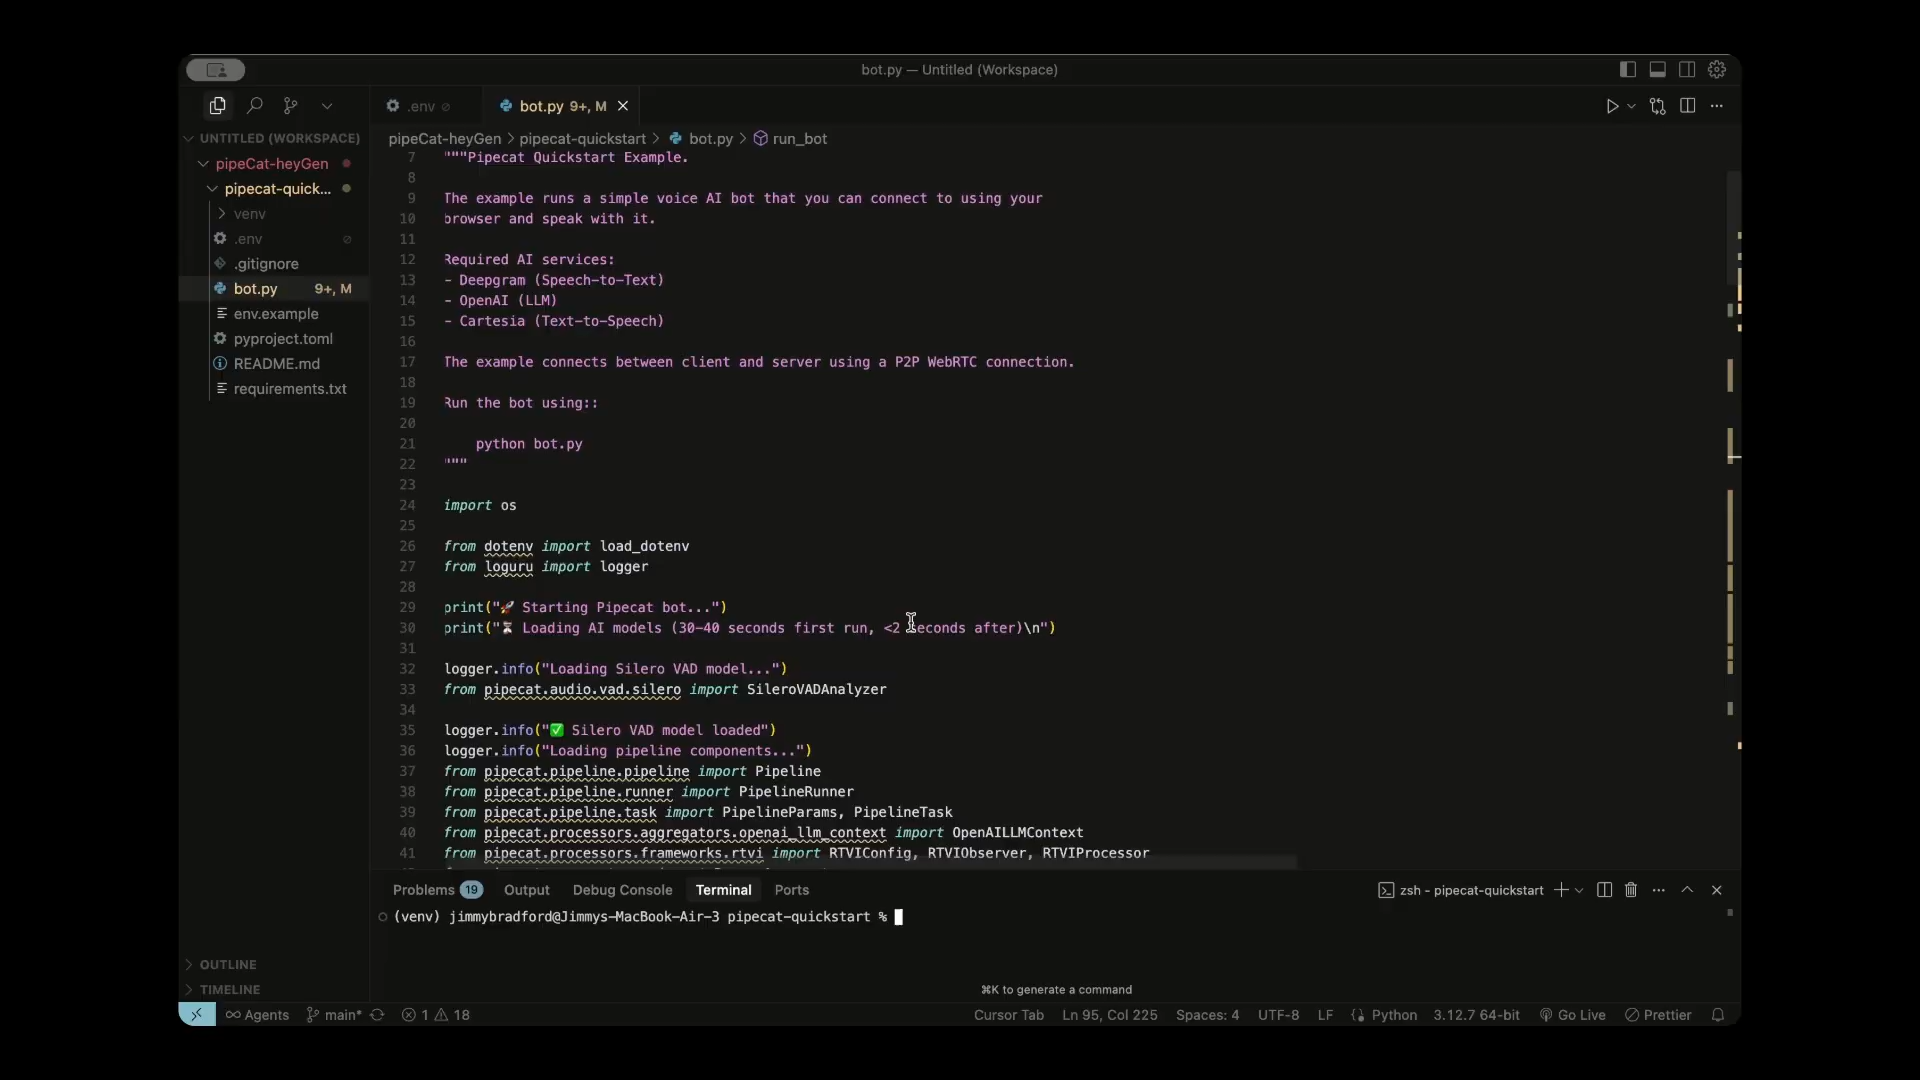 bot.py — Untitled (Workspace)
.env
bot.py 9+, M
pipeCat-heyGen > pipecat-quickstart > bot.py > run_bot
UNTITLED (WORKSPACE)
pipeCat-heyGen
pipecat-quick...
venv
.env
.gitignore
bot.py 9+, M
env.example
pyproject.toml
README.md
requirements.txt
OUTLINE
TIMELINE
7 """Pipecat Quickstart Example.
8
9 The example runs a simple voice AI bot that you can connect to using your
10 browser and speak with it.
11
12 Required AI services:
13 - Deepgram (Speech-to-Text)
14 - OpenAI (LLM)
15 - Cartesia (Text-to-Speech)
16
17 The example connects between client and server using a P2P WebRTC connection.
18
19 Run the bot using::
20
21 python bot.py
22 """
23
24 import os
25
26 from dotenv import load_dotenv
27 from loguru import logger
28
29 print("🚀 Starting Pipecat bot...")
30 print("⏳ Loading AI models (30-40 seconds first run, <2 seconds after)\n")
31
32 logger.info("Loading Silero VAD model...")
33 from pipecat.audio.vad.silero import SileroVADAnalyzer
34
35 logger.info("✅ Silero VAD model loaded")
36 logger.info("Loading pipeline components...")
37 from pipecat.pipeline.pipeline import Pipeline
38 from pipecat.pipeline.runner import PipelineRunner
39 from pipecat.pipeline.task import PipelineParams, PipelineTask
40 from pipecat.processors.aggregators.openai_llm_context import OpenAILLMContext
41 from pipecat.processors.frameworks.rtvi import RTVIConfig, RTVIObserver, RTVIProcessor
Problems 19 Output Debug Console Terminal Ports zsh - pipecat-quickstart
(venv) jimmybradford@Jimmys-MacBook-Air-3 pipecat-quickstart %
⌘K to generate a command
Agents main* 1 18 Cursor Tab Ln 95, Col 225 Spaces: 4 UTF-8 LF Python 3.12.7 64-bit Go Live Prettier